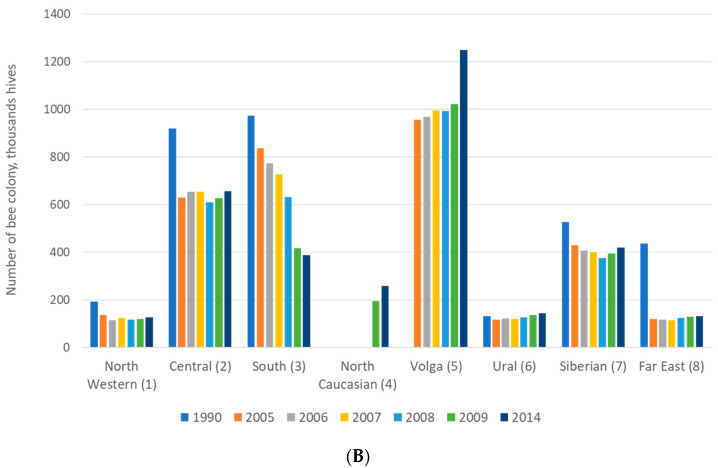 1400
1200
1000
800
600
400
200
0
Number of bee colony, thousands hives
North Western (1)
Central (2)
South (3)
North Caucasian (4)
Volga (5)
Ural (6)
Siberian (7)
Far East (8)
1990 2005 2006 2007 2008 2009 2014
(B)